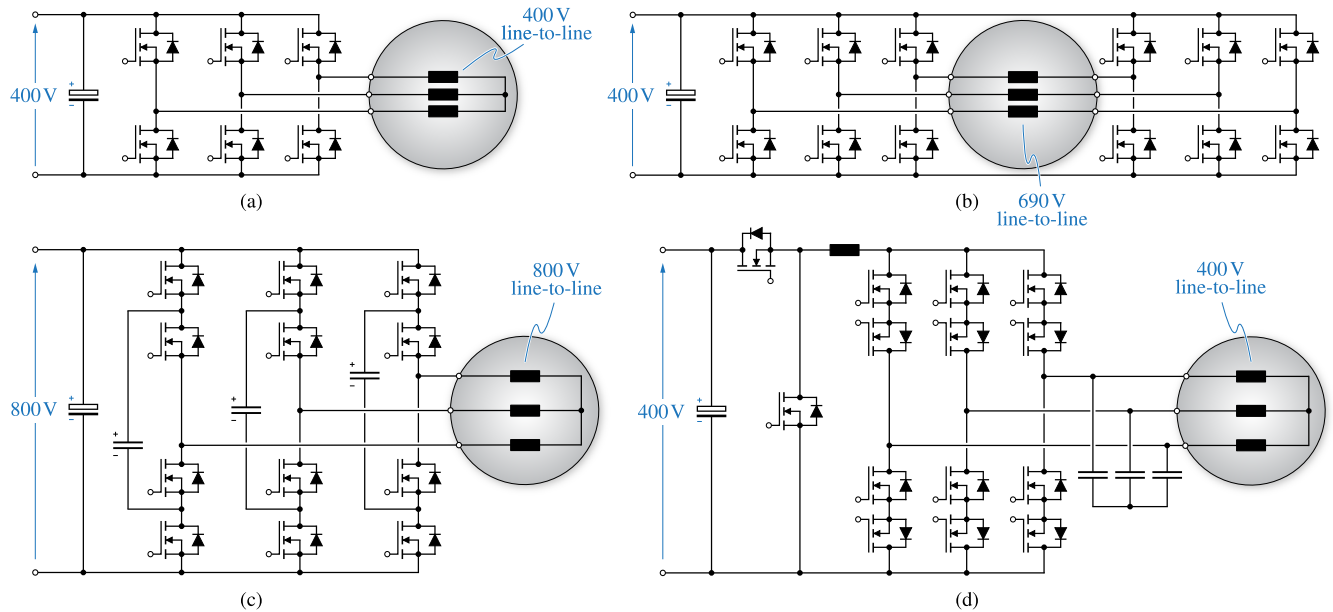 400 V
line-to-line
400 V
+
−
(a)
400 V
+
−
690 V
line-to-line
(b)
800 V
+
−
+
−
+
−
+
−
800 V
line-to-line
(c)
400 V
+
−
400 V
line-to-line
(d)